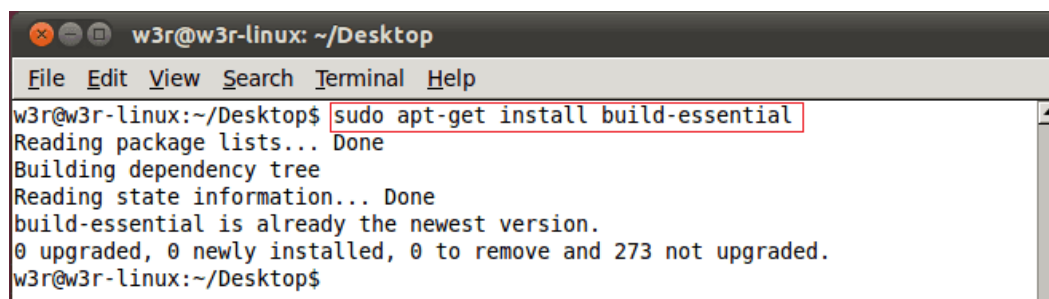 w3r@w3r-linux: ~/Desktop
File Edit View Search Terminal Help
w3r@w3r-linux:~/Desktop$ sudo apt-get install build-essential
Reading package lists... Done
Building dependency tree
Reading state information... Done
build-essential is already the newest version.
0 upgraded, 0 newly installed, 0 to remove and 273 not upgraded.
w3r@w3r-linux:~/Desktop$